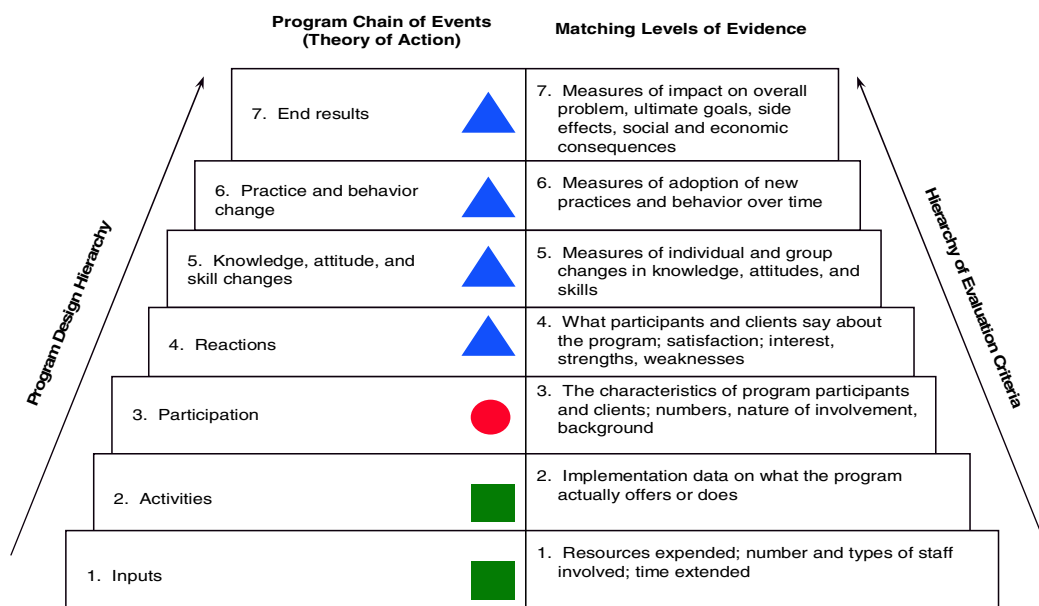 Program Chain of Events
(Theory of Action)
Matching Levels of Evidence
7. End results
7. Measures of impact on overall
problem, ultimate goals, side
effects, social and economic
consequences
6. Practice and behavior
change
6. Measures of adoption of new
practices and behavior over time
5. Knowledge, attitude, and
skill changes
5. Measures of individual and group
changes in knowledge, attitudes, and
skills
4. Reactions
4. What participants and clients say about
the program; satisfaction; interest,
strengths, weaknesses
3. Participation
3. The characteristics of program participants
and clients; numbers, nature of involvement,
background
2. Activities
2. Implementation data on what the program
actually offers or does
1. Inputs
1. Resources expended; number and types of staff
involved; time extended
Program Design Hierarchy
Hierarchy of Evaluation Criteria